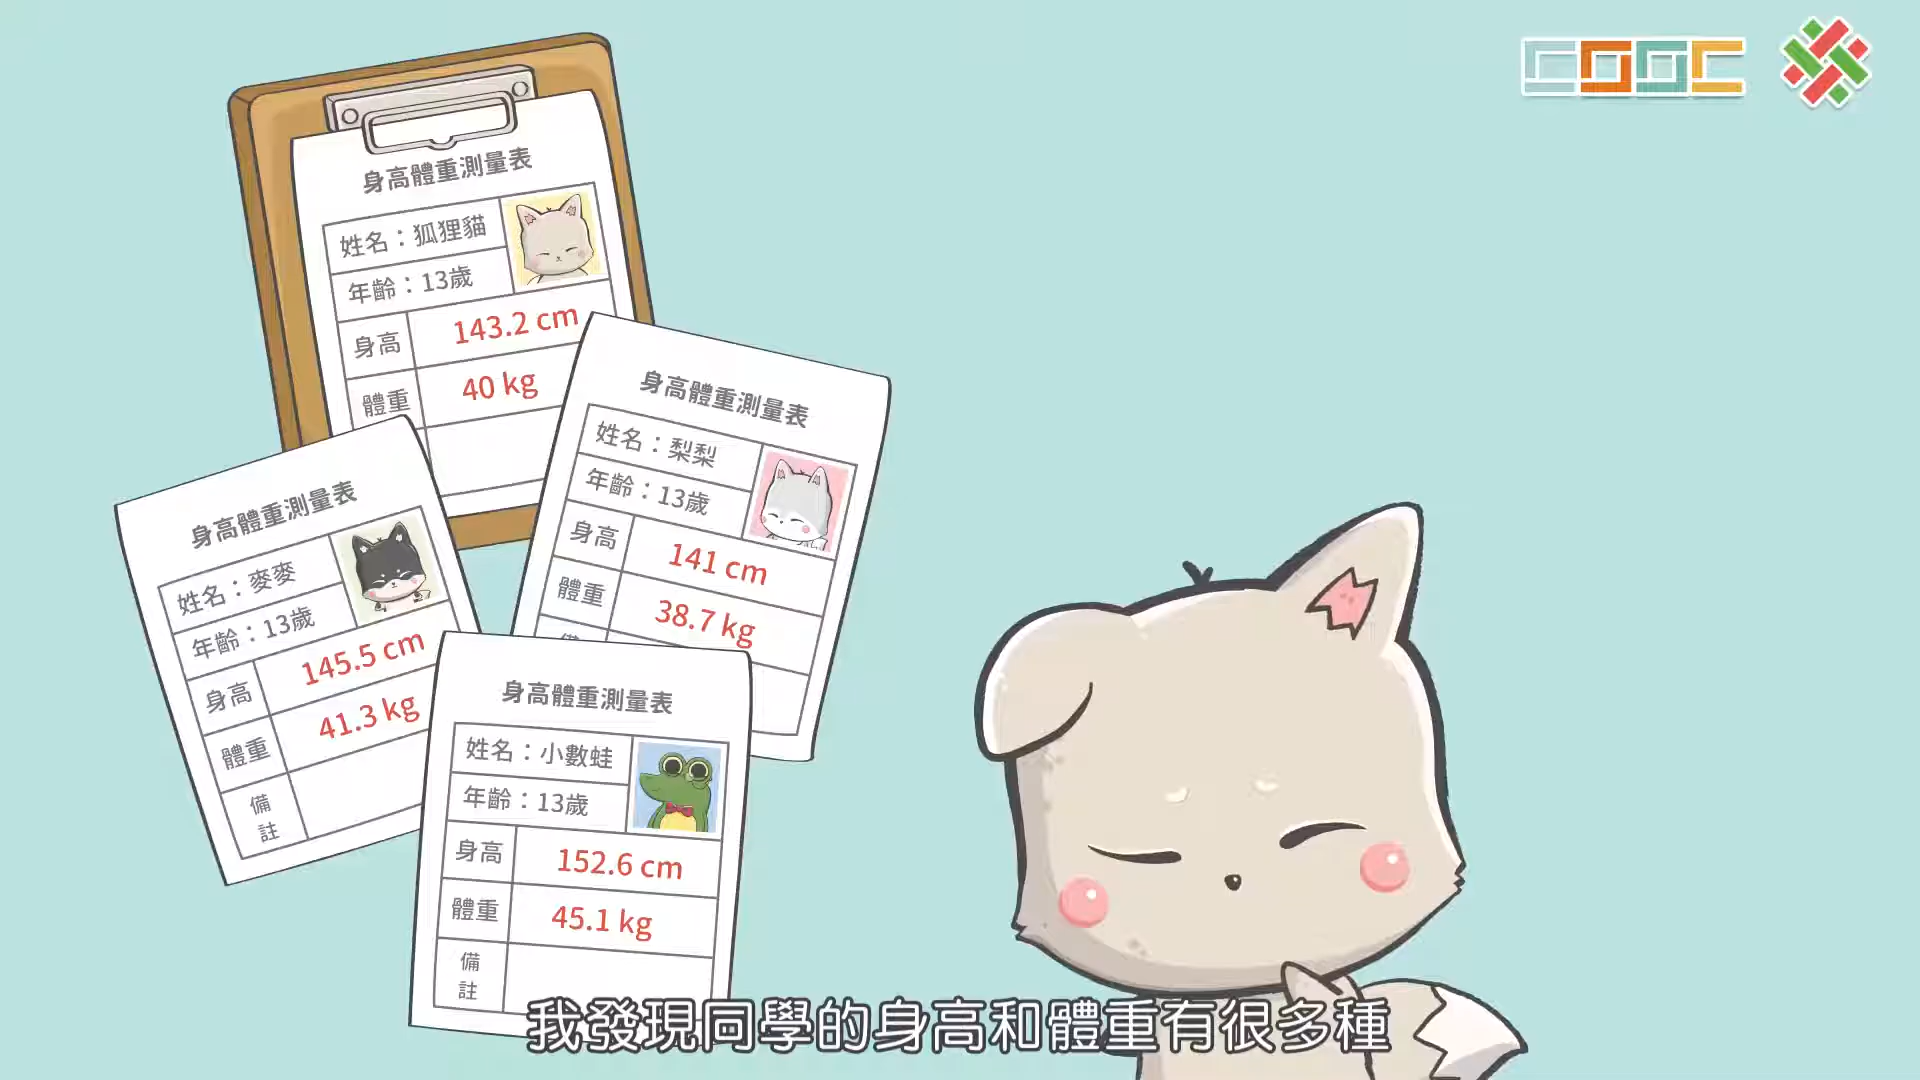 COOC
身高體重測量表
姓名：狐狸貓
年齡：13歲
身高 143.2 cm
體重 40 kg
身高體重測量表
姓名：梨梨
年齡：13歲
身高 141 cm
體重 38.7 kg
身高體重測量表
姓名：麥麥
年齡：13歲
身高 145.5 cm
體重 41.3 kg
備
註
身高體重測量表
姓名：小數蛙
年齡：13歲
身高 152.6 cm
體重 45.1 kg
備
註
我發現同學的身高和體重有很多種